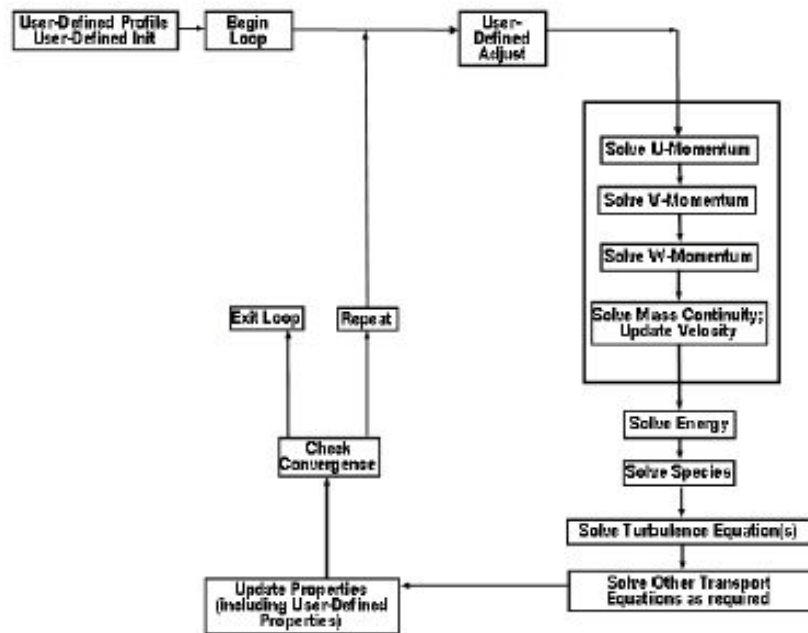 User-Defined Profile
User-Defined Init
Begin
Loop
User-
Defined
Adjust
Solve U-Momentum
Solve V-Momentum
Solve W-Momentum
Solve Mass Continuity;
Update Velocity
Exit Loop
Repeat
Solve Energy
Check
Convergense
Solve Species
Solve Turbulence Equation(s)
Update Properties
(including User-Defined
Properties)
Solve Other Transport
Equations as required